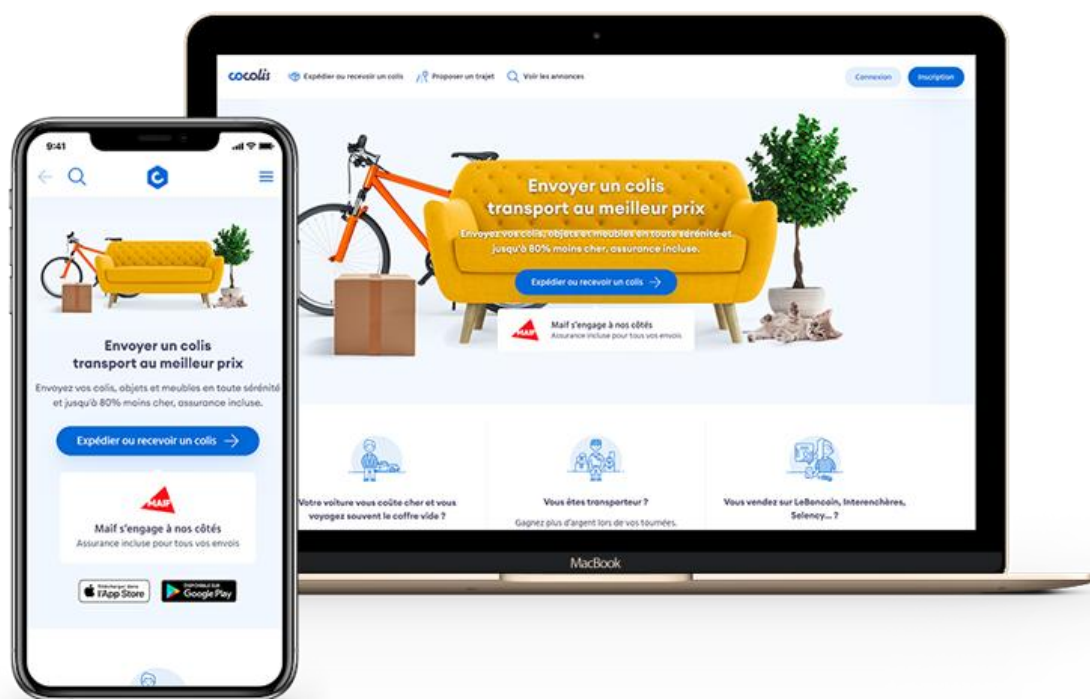 cocolis
Expédier ou recevoir un colis
Proposer un trajet
Voir les annonces
Connexion
Inscription
Envoyer un colis
transport au meilleur prix
Envoyez vos colis, objets et meubles en toute sérénité et
jusqu'à 80% moins cher, assurance incluse.
Expédier ou recevoir un colis
MAIF
Maif s'engage à nos côtés
Assurance incluse pour tous vos envois
Votre voiture vous coûte cher et vous
voyagez souvent le coffre vide ?
Vous êtes transporteur ?
Gagnez plus d'argent lors de vos tournées.
Vous vendez sur LeBoncoin, Interenchères,
Selency... ?
MacBook
9:41
Envoyer un colis
transport au meilleur prix
Envoyez vos colis, objets et meubles en toute sérénité
et jusqu'à 80% moins cher, assurance incluse.
Expédier ou recevoir un colis
MAIF
Maif s'engage à nos côtés
Assurance incluse pour tous vos envois
Télécharger dans
l'App Store
DISPONIBLE SUR
Google Play